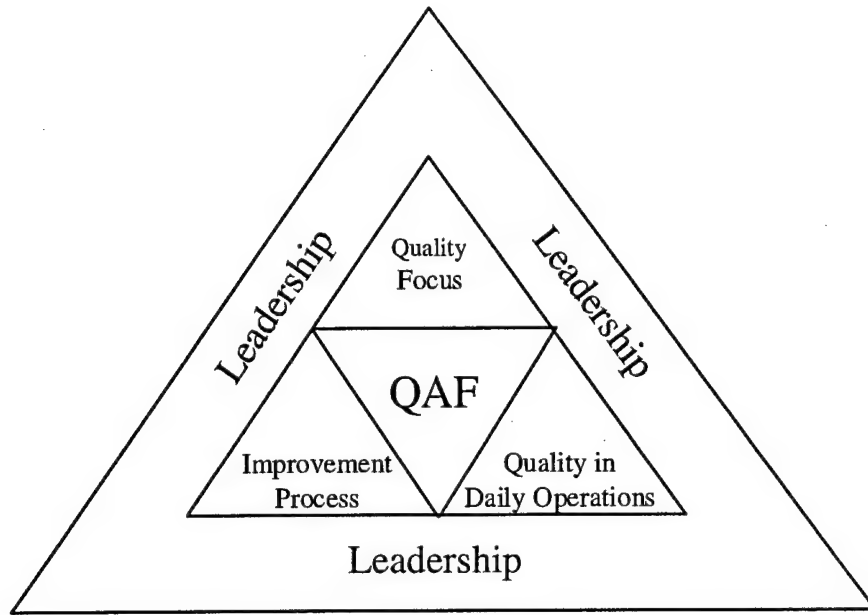 Leadership
Leadership
Quality
Focus
QAF
Improvement
Process
Quality in
Daily Operations
Leadership